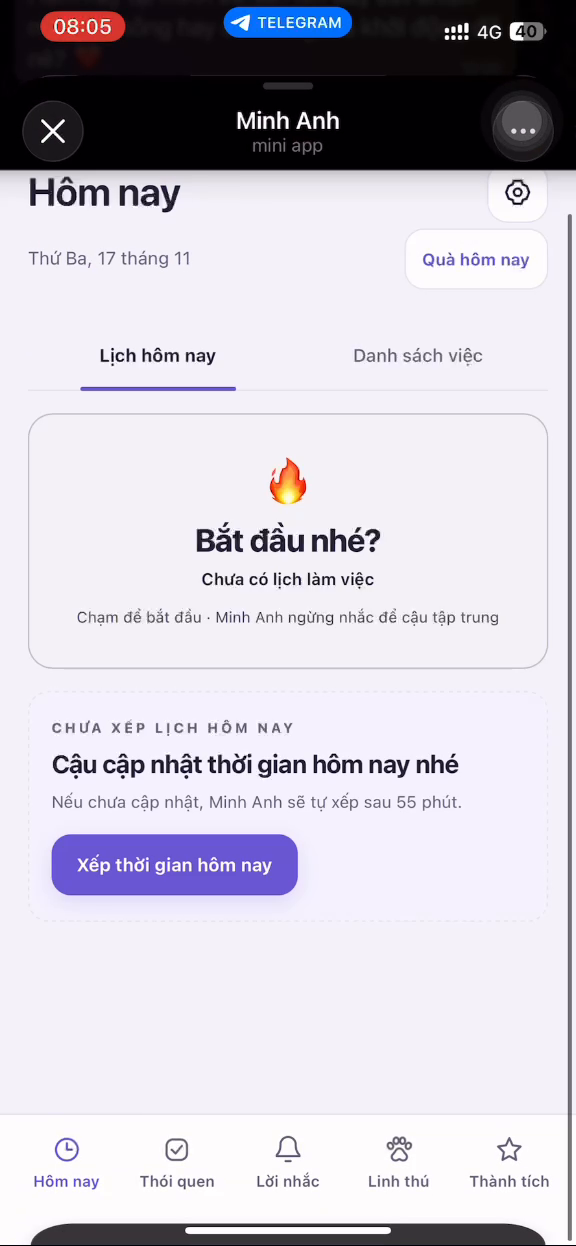 08:05
TELEGRAM
4G
40
Minh Anh
mini app
Hôm nay
Thứ Ba, 17 tháng 11
Quà hôm nay
Lịch hôm nay
Danh sách việc
Bắt đầu nhé?
Chưa có lịch làm việc
Chạm để bắt đầu · Minh Anh ngừng nhắc để cậu tập trung
CHƯA XẾP LỊCH HÔM NAY
Cậu cập nhật thời gian hôm nay nhé
Nếu chưa cập nhật, Minh Anh sẽ tự xếp sau 55 phút.
Xếp thời gian hôm nay
Hôm nay
Thói quen
Lời nhắc
Linh thú
Thành tích